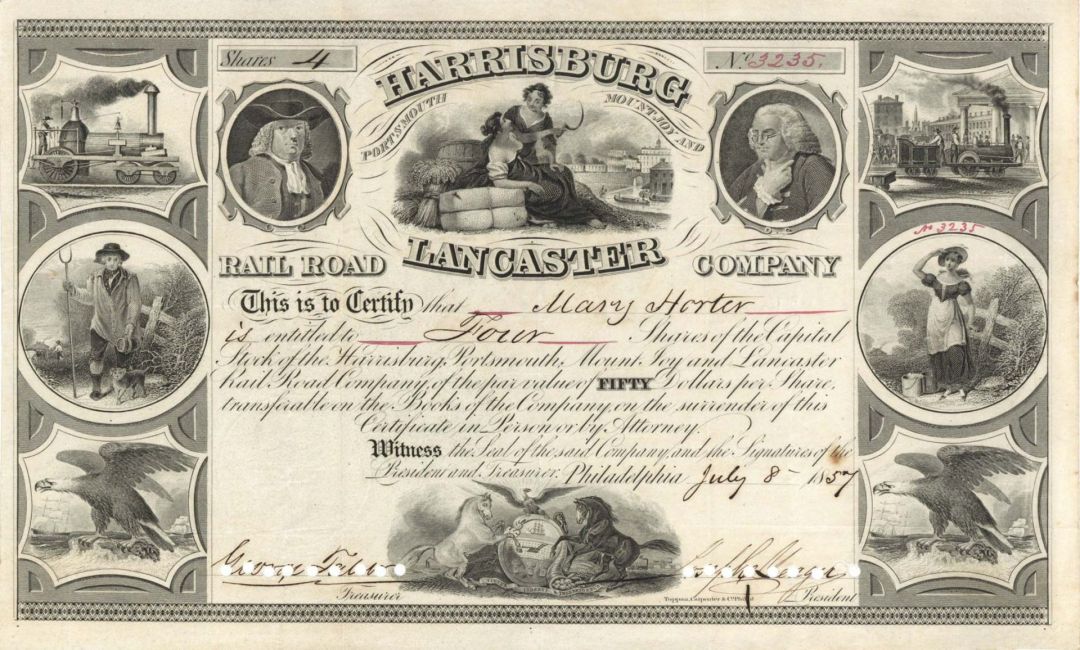 Shares 4
No. 3235.
HARRISBURG
PORTSMOUTH MOUNT JOY AND
LANCASTER
RAIL ROAD COMPANY
No 3235
This is to Certify that Mary Horter
is entitled to Four Shares of the Capital
Stock of the Harrisburg, Portsmouth, Mount Joy and Lancaster
Rail Road Company, of the par value of FIFTY Dollars per Share,
transferable on the Books of the Company, on the surrender of this
Certificate in Person or by Attorney.
Witness the Seal of the said Company, and the Signatures of the
President and Treasurer. Philadelphia July 8 1857
George
Treasurer
Toppan, Carpenter & Co.
President